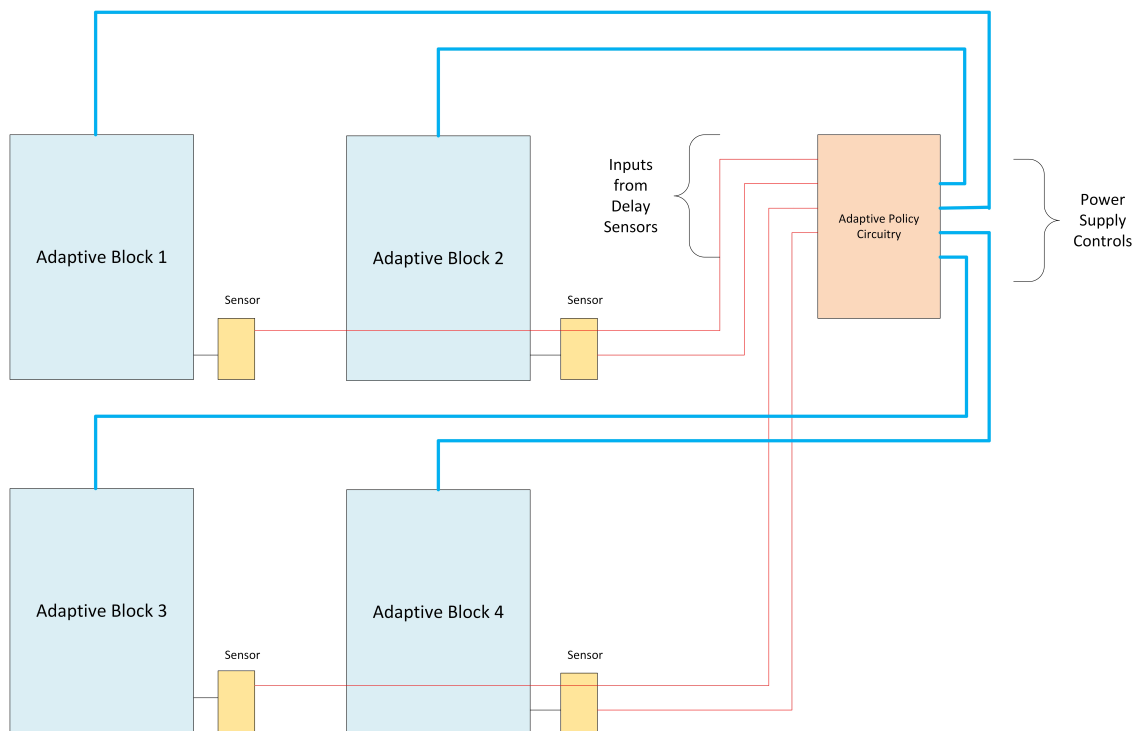 Adaptive Block 1
Adaptive Block 2
Inputs
from
Delay
Sensors
Adaptive Policy
Circuitry
Power
Supply
Controls
Sensor
Sensor
Adaptive Block 3
Adaptive Block 4
Sensor
Sensor